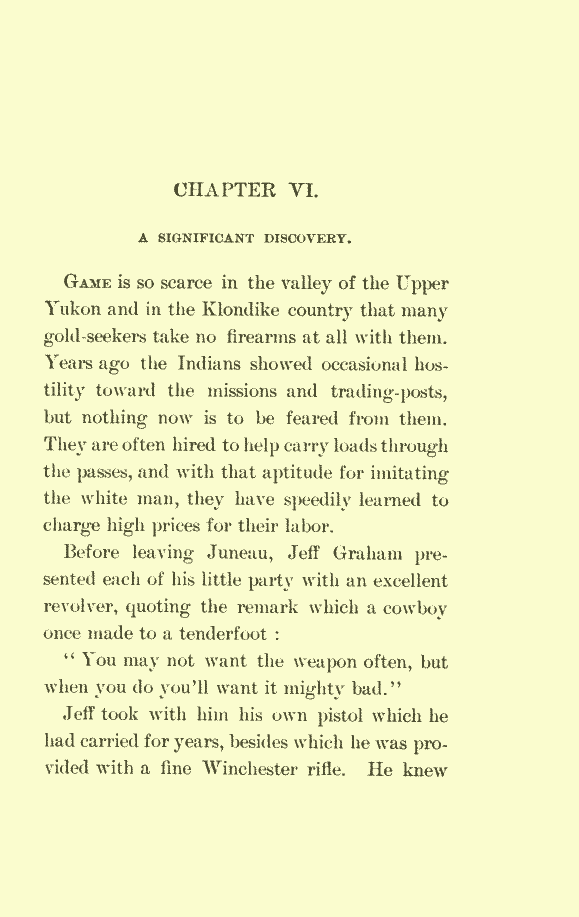 CHAPTER VI.
A SIGNIFICANT DISCOVERY.
GAME is so scarce in the valley of the Upper
Yukon and in the Klondike country that many
gold-seekers take no firearms at all with them.
Years ago the Indians showed occasional hos-
tility toward the missions and trading-posts,
but nothing now is to be feared from them.
They are often hired to help carry loads through
the passes, and with that aptitude for imitating
the white man, they have speedily learned to
charge high prices for their labor.
Before leaving Juneau, Jeff Graham pre-
sented each of his little party with an excellent
revolver, quoting the remark which a cowboy
once made to a tenderfoot :
“ You may not want the weapon often, but
when you do you'll want it mighty bad.”
Jeff took with him his own pistol which he
had carried for years, besides which he was pro-
vided with a fine Winchester rifle. He knew